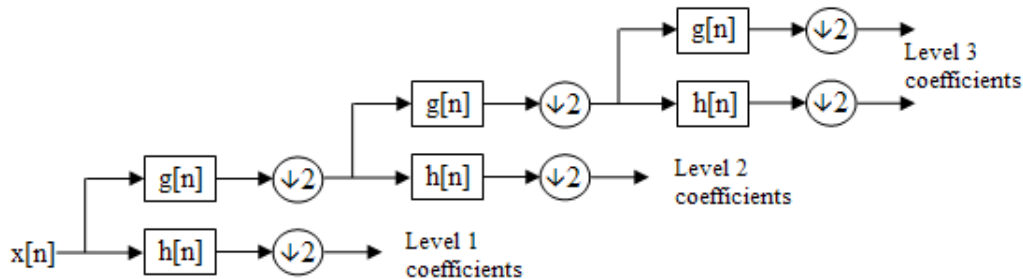 g[n] ↓2
Level 3
coefficients
g[n] ↓2 h[n] ↓2
g[n] ↓2 h[n] ↓2
Level 2
coefficients
x[n] h[n] ↓2
Level 1
coefficients